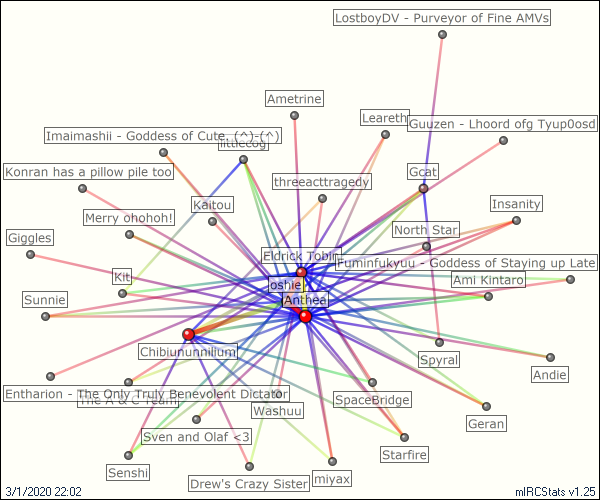 LostboyDV - Purveyor of Fine AMVs
Ametrine
Leareth
Guuzen - Lhoord ofg Tyup0osd
Imaimashii - Goddess of Cute. (^)-(^)
littlecog
Konran has a pillow pile too
threeacttragedy
Gcat
Kaitou
Insanity
Merry ohohoh!
North Star
Giggles
Eldrick Tobin
Fuminfukyuu - Goddess of Staying up Late
Kit
oshie
Ami Kintaro
Sunnie
Anthea
Chibiununnilium
Spyral
Andie
Entharion - The Only Truly Benevolent Dictator
The A & C Team
SpaceBridge
Washuu
Geran
Sven and Olaf <3
Starfire
Senshi
miyax
Drew's Crazy Sister
3/1/2020 22:02
mIRCStats v1.25